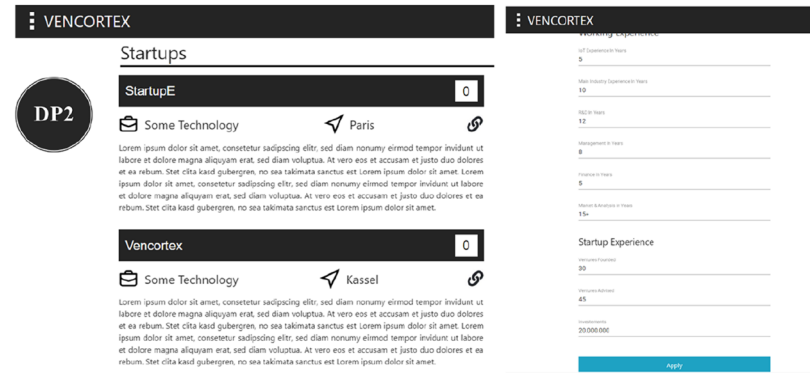 VENCORTEX
Startups
DP2
StartupE 0
Some Technology Paris
Lorem ipsum dolor sit amet, consetetur sadipscing elitr, sed diam nonumy eirmod tempor invidunt ut
labore et dolore magna aliquyam erat, sed diam voluptua. At vero eos et accusam et justo duo dolores
et ea rebum. Stet clita kasd gubergren, no sea takimata sanctus est Lorem ipsum dolor sit amet. Lorem
ipsum dolor sit amet, consetetur sadipscing elitr, sed diam nonumy eirmod tempor invidunt ut labore
et dolore magna aliquyam erat, sed diam voluptua. At vero eos et accusam et justo duo dolores et ea
rebum. Stet clita kasd gubergren, no sea takimata sanctus est Lorem ipsum dolor sit amet.
Vencortex 0
Some Technology Kassel
Lorem ipsum dolor sit amet, consetetur sadipscing elitr, sed diam nonumy eirmod tempor invidunt ut
labore et dolore magna aliquyam erat, sed diam voluptua. At vero eos et accusam et justo duo dolores
et ea rebum. Stet clita kasd gubergren, no sea takimata sanctus est Lorem ipsum dolor sit amet. Lorem
ipsum dolor sit amet, consetetur sadipscing elitr, sed diam nonumy eirmod tempor invidunt ut labore
et dolore magna aliquyam erat, sed diam voluptua. At vero eos et accusam et justo duo dolores et ea
rebum. Stet clita kasd gubergren, no sea takimata sanctus est Lorem ipsum dolor sit amet.
VENCORTEX
Working Experience
IoT Experience in Years
5
Main Industry Experience in Years
10
R&D in Years
12
Management in Years
8
Finance in Years
5
Market & Analysis in Years
15+
Startup Experience
Ventures Founded
30
Ventures Advised
45
Investements
20.000.000
Apply